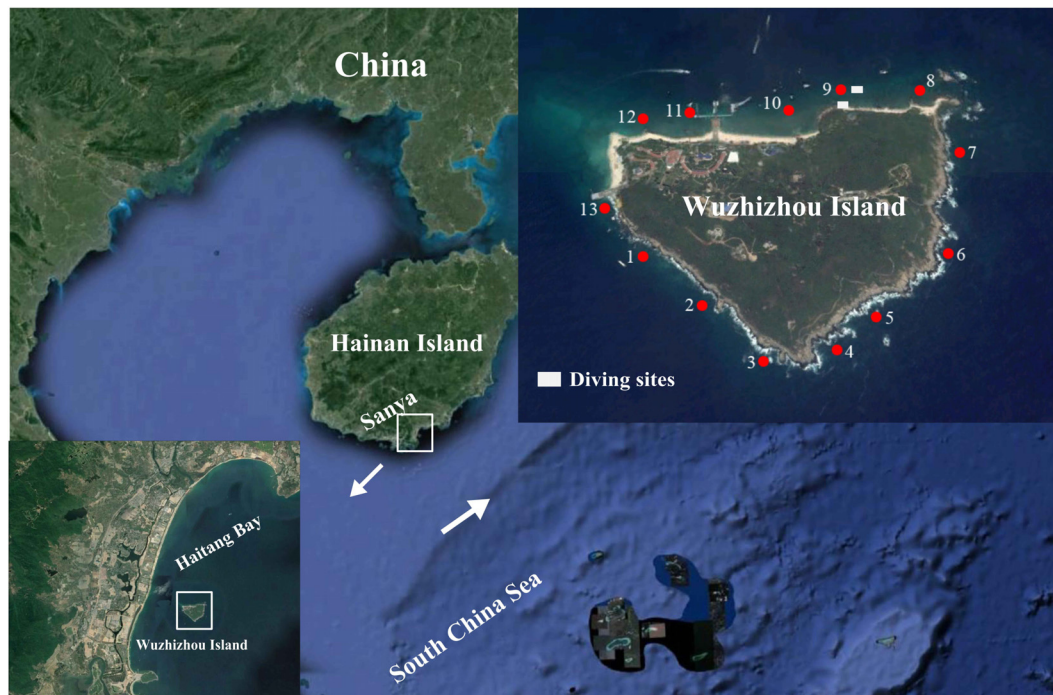 China
Hainan Island
Sanya
South China Sea
Haitang Bay
Wuzhizhou Island
Wuzhizhou Island
1
2
3
4
5
6
7
8
9
10
11
12
13
Diving sites